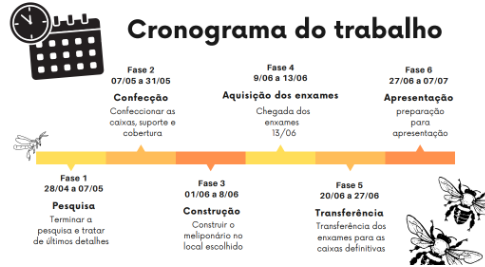 Cronograma do trabalho
Fase 1
28/04 a 07/05
Pesquisa
Terminar a
pesquisa e tratar
de últimos detalhes
Fase 2
07/05 a 31/05
Confecção
Confeccionar as
caixas, suporte e
cobertura
Fase 3
01/06 a 8/06
Construção
Construir o
meliponário no
local escolhido
Fase 4
9/06 a 13/06
Aquisição dos enxames
Chegada dos
enxames
13/06
Fase 5
20/06 a 27/06
Transferência
Transferência dos
enxames para as
caixas definitivas
Fase 6
27/06 a 07/07
Apresentação
preparação
para
apresentação